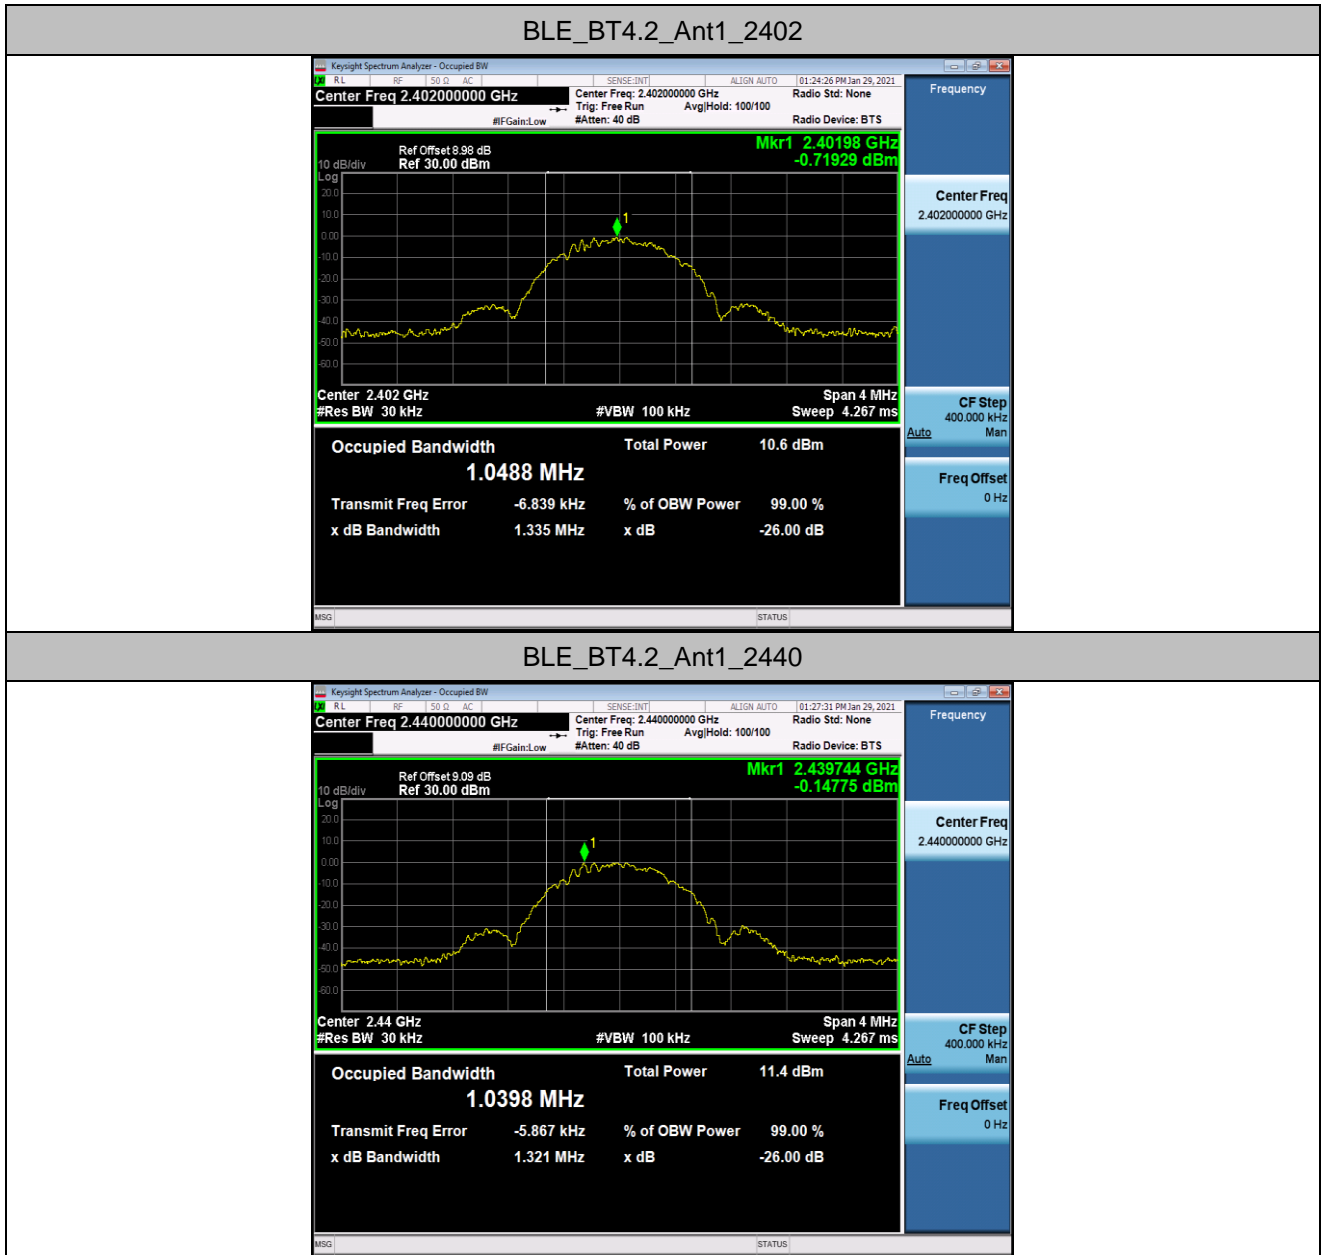 BLE_BT4.2_Ant1_2402
Keysight Spectrum Analyzer - Occupied BW
RL RF 50 Ω AC SENSE:INT ALIGN AUTO 01:24:26 PM Jan 29, 2021
Center Freq 2.402000000 GHz
Center Freq: 2.402000000 GHz
Radio Std: None
Trig: Free Run Avg|Hold: 100/100
#IFGain:Low #Atten: 40 dB Radio Device: BTS
Frequency
Mkr1 2.40198 GHz
-0.71929 dBm
Ref Offset 8.98 dB
10 dB/div Ref 30.00 dBm
Log
20.0
10.0
0.00
-10.0
-20.0
-30.0
-40.0
-50.0
-60.0
1
Center 2.402 GHz Span 4 MHz
#Res BW 30 kHz #VBW 100 kHz Sweep 4.267 ms
Center Freq
2.402000000 GHz
CF Step
400.000 kHz
Auto Man
Freq Offset
0 Hz
Occupied Bandwidth Total Power 10.6 dBm
1.0488 MHz
Transmit Freq Error -6.839 kHz % of OBW Power 99.00 %
x dB Bandwidth 1.335 MHz x dB -26.00 dB
MSG STATUS
BLE_BT4.2_Ant1_2440
Keysight Spectrum Analyzer - Occupied BW
RL RF 50 Ω AC SENSE:INT ALIGN AUTO 01:27:31 PM Jan 29, 2021
Center Freq 2.440000000 GHz
Center Freq: 2.440000000 GHz
Radio Std: None
Trig: Free Run Avg|Hold: 100/100
#IFGain:Low #Atten: 40 dB Radio Device: BTS
Frequency
Mkr1 2.439744 GHz
-0.14775 dBm
Ref Offset 9.09 dB
10 dB/div Ref 30.00 dBm
Log
20.0
10.0
0.00
-10.0
-20.0
-30.0
-40.0
-50.0
-60.0
1
Center 2.44 GHz Span 4 MHz
#Res BW 30 kHz #VBW 100 kHz Sweep 4.267 ms
Center Freq
2.440000000 GHz
CF Step
400.000 kHz
Auto Man
Freq Offset
0 Hz
Occupied Bandwidth Total Power 11.4 dBm
1.0398 MHz
Transmit Freq Error -5.867 kHz % of OBW Power 99.00 %
x dB Bandwidth 1.321 MHz x dB -26.00 dB
MSG STATUS